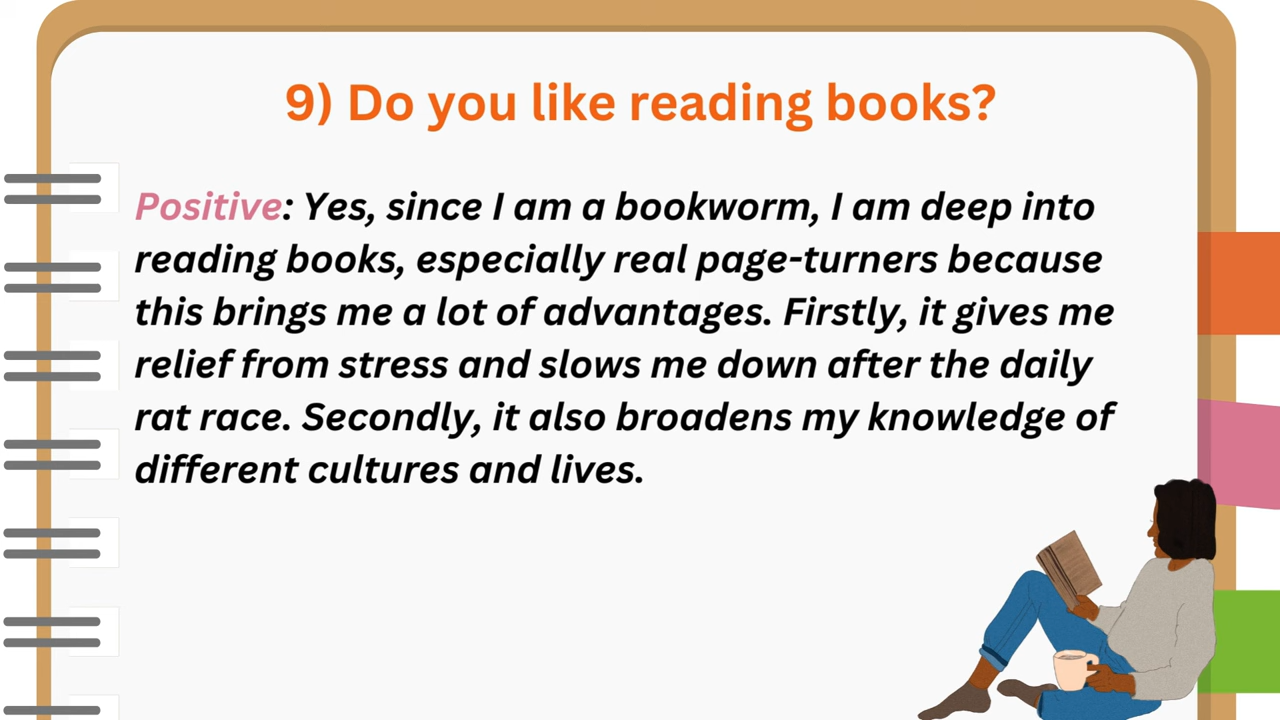 9) Do you like reading books?
Positive: Yes, since I am a bookworm, I am deep into
reading books, especially real page-turners because
this brings me a lot of advantages. Firstly, it gives me
relief from stress and slows me down after the daily
rat race. Secondly, it also broadens my knowledge of
different cultures and lives.